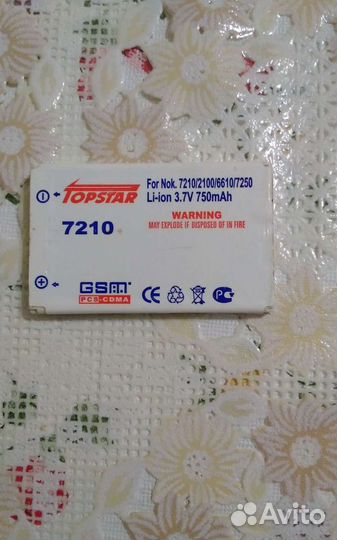 TOPSTAR
For Nok. 7210/2100/6610/7250
Li-ion 3.7V 750mAh
7210
WARNING
MAY EXPLODE IF DISPOSED OF IN FIRE
GSM
PCS-CDMA
CE
PC
Avito